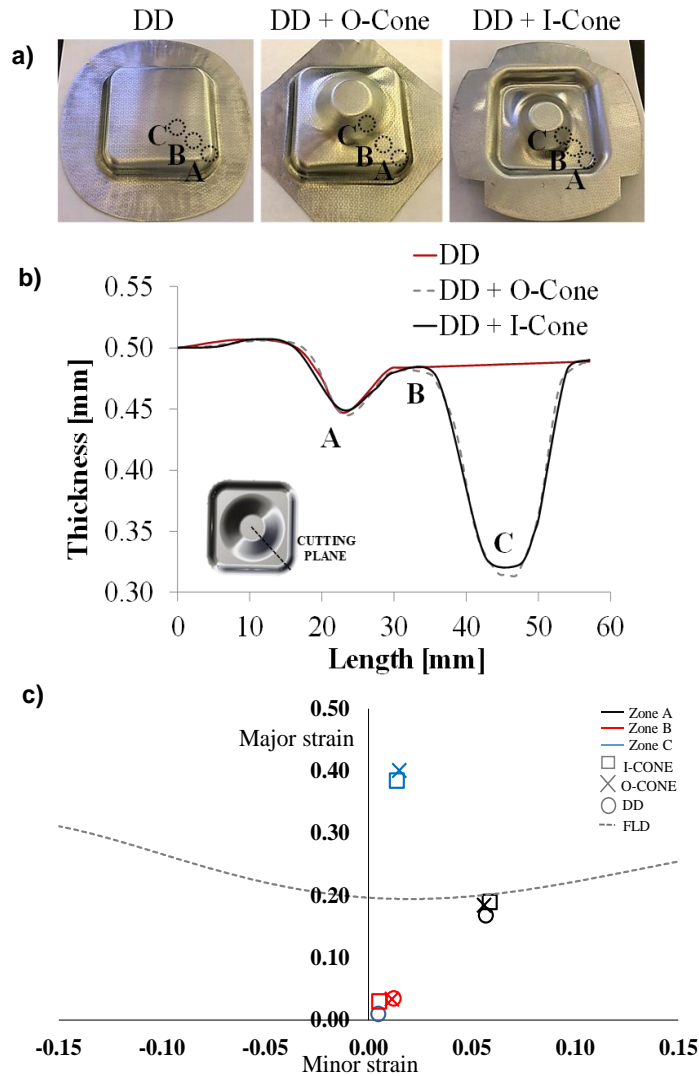 DD
DD + O-Cone
DD + I-Cone
a)
C
B
A
C
B
A
C
B
A
b)
DD
DD + O-Cone
DD + I-Cone
Thickness [mm]
0.55
0.50
0.45
0.40
0.35
0.30
A
B
C
CUTTING
PLANE
0
10
20
30
40
50
60
Length [mm]
c)
Major strain
0.50
0.40
0.30
0.20
0.10
0.00
Zone A
Zone B
Zone C
I-CONE
O-CONE
DD
FLD
-0.15
-0.10
-0.05
0.00
0.05
0.10
0.15
Minor strain